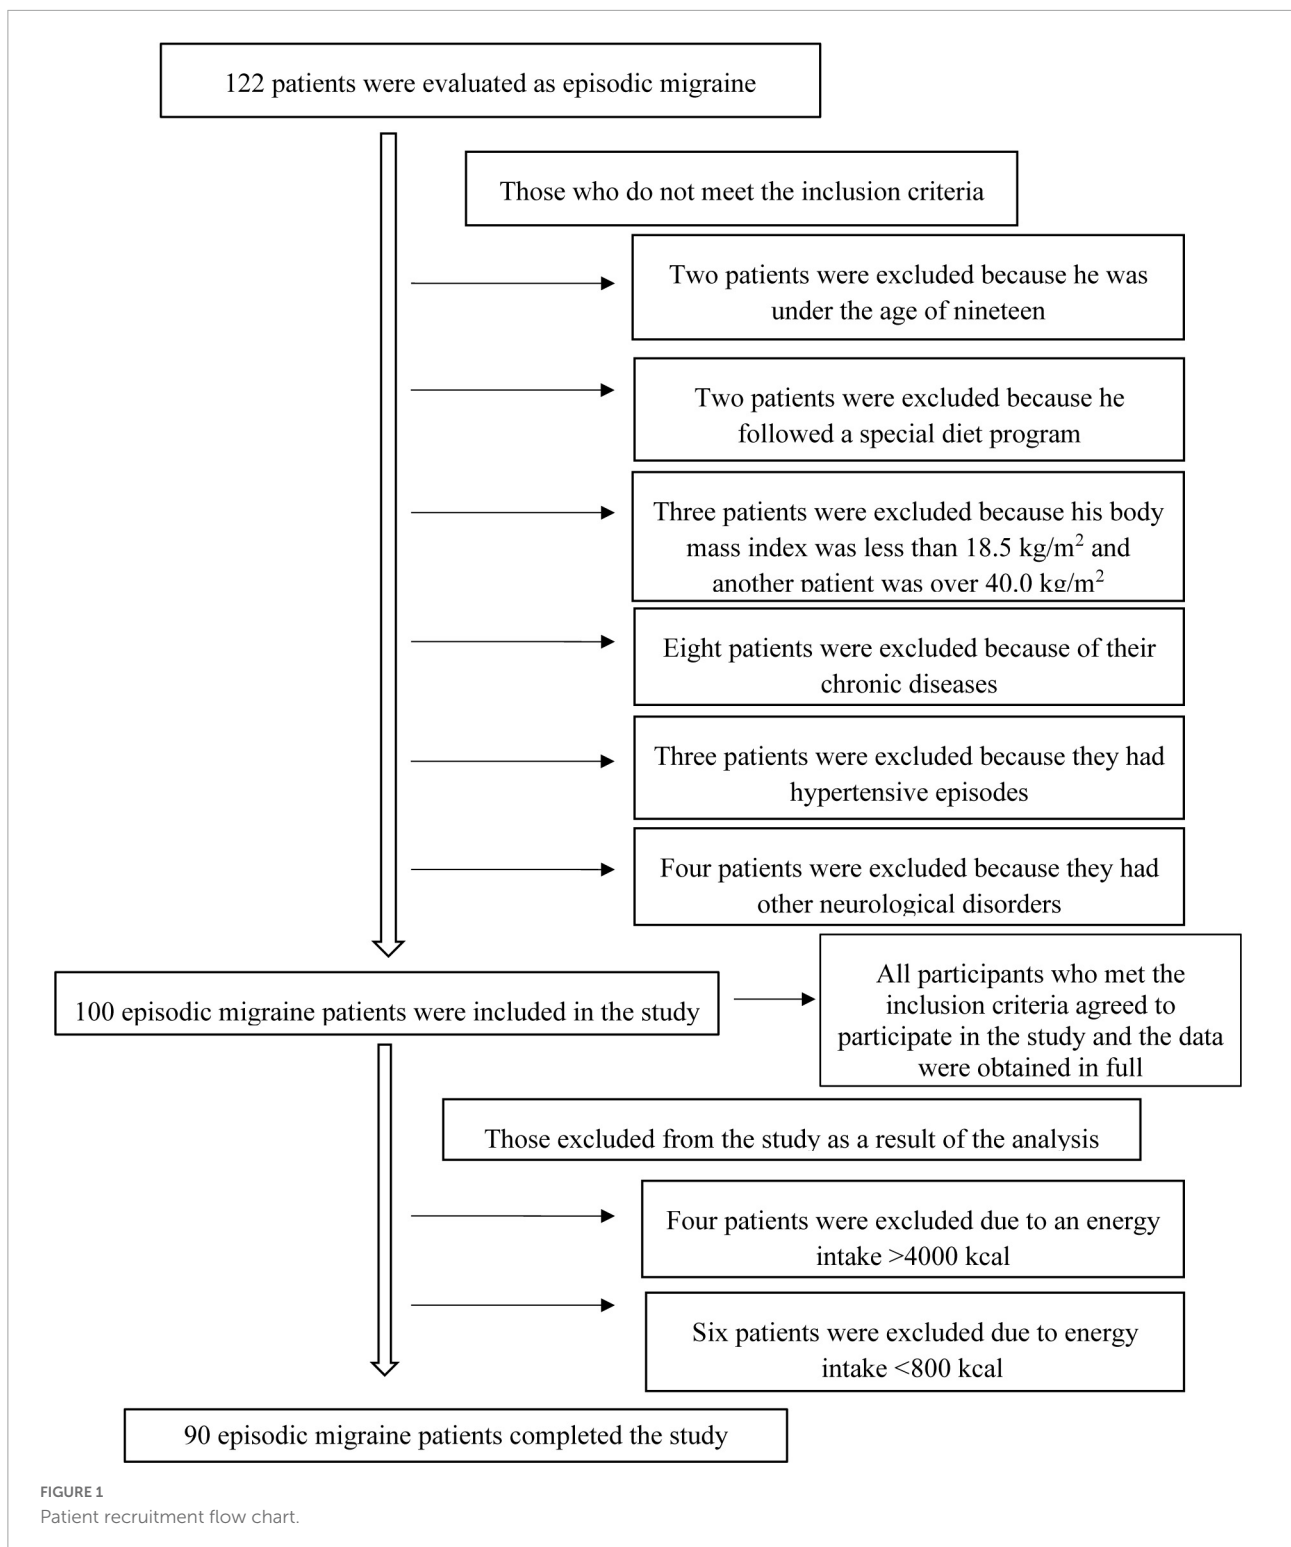 122 patients were evaluated as episodic migraine
Those who do not meet the inclusion criteria
Two patients were excluded because he was
under the age of nineteen
Two patients were excluded because he
followed a special diet program
Three patients were excluded because his body
mass index was less than 18.5 kg/m² and
another patient was over 40.0 kg/m²
Eight patients were excluded because of their
chronic diseases
Three patients were excluded because they had
hypertensive episodes
Four patients were excluded because they had
other neurological disorders
100 episodic migraine patients were included in the study
All participants who met the
inclusion criteria agreed to
participate in the study and the data
were obtained in full
Those excluded from the study as a result of the analysis
Four patients were excluded due to an energy
intake >4000 kcal
Six patients were excluded due to energy
intake <800 kcal
90 episodic migraine patients completed the study
FIGURE 1
Patient recruitment flow chart.